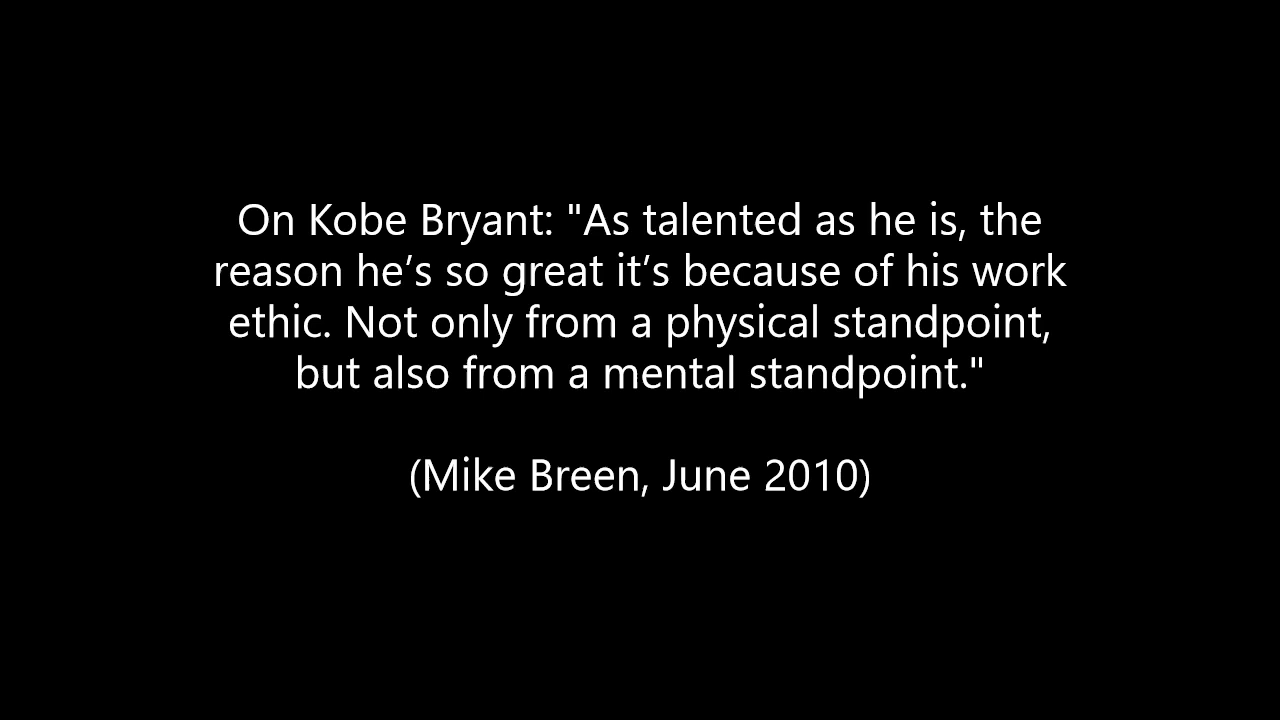 On Kobe Bryant: "As talented as he is, the
reason he’s so great it’s because of his work
ethic. Not only from a physical standpoint,
but also from a mental standpoint."
(Mike Breen, June 2010)